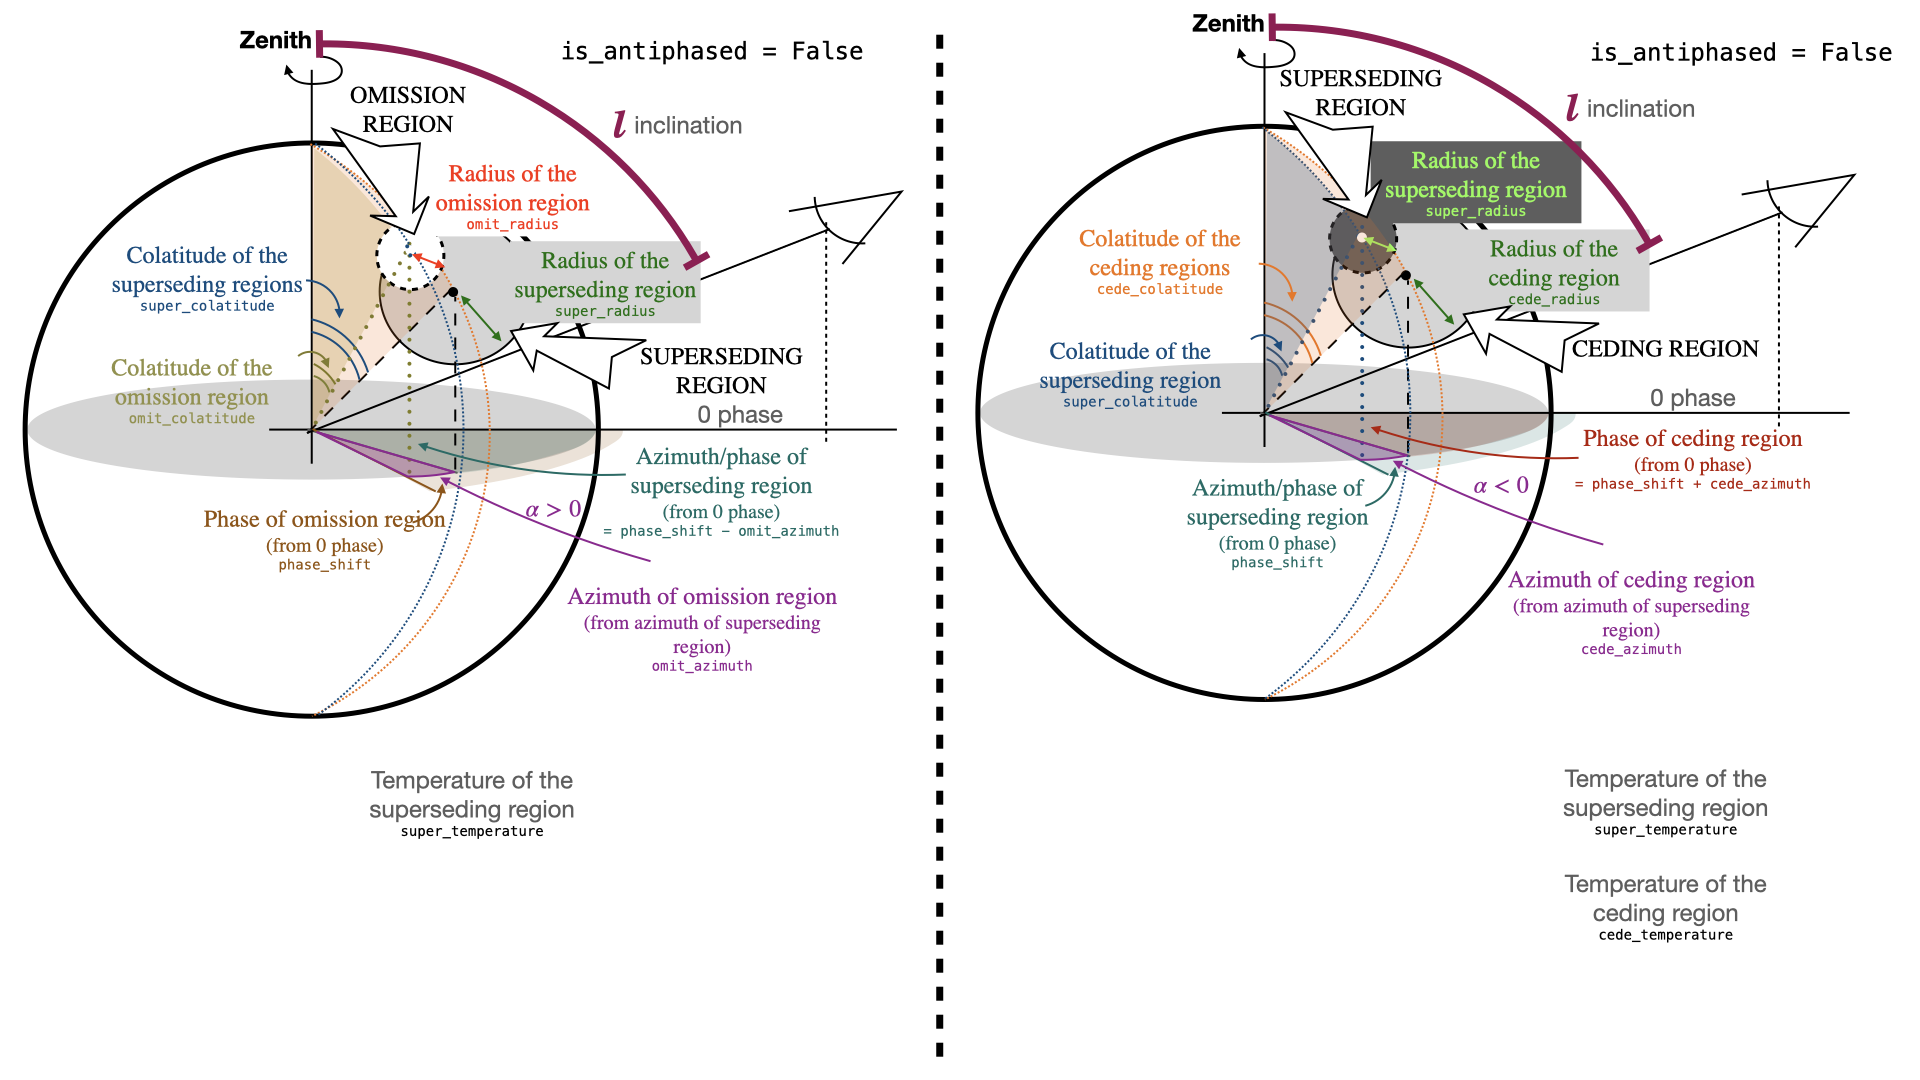 Zenith
is_antiphased = False
OMISSION
REGION
l inclination
Radius of the
omission region
omit_radius
Colatitude of the
superseding regions
super_colatitude
Radius of the
superseding region
super_radius
SUPERSEDING
REGION
Colatitude of the
omission region
omit_colatitude
0 phase
Azimuth/phase of
superseding region
(from 0 phase)
= phase_shift − omit_azimuth
α > 0
Phase of omission region
(from 0 phase)
phase_shift
Azimuth of omission region
(from azimuth of superseding
region)
omit_azimuth
Temperature of the
superseding region
super_temperature
Zenith
is_antiphased = False
SUPERSEDING
REGION
l inclination
Radius of the
superseding region
super_radius
Colatitude of the
ceding regions
cede_colatitude
Radius of the
ceding region
cede_radius
CEDING REGION
Colatitude of the
superseding region
super_colatitude
0 phase
Phase of ceding region
(from 0 phase)
= phase_shift + cede_azimuth
α < 0
Azimuth/phase of
superseding region
(from 0 phase)
phase_shift
Azimuth of ceding region
(from azimuth of superseding
region)
cede_azimuth
Temperature of the
superseding region
super_temperature
Temperature of the
ceding region
cede_temperature